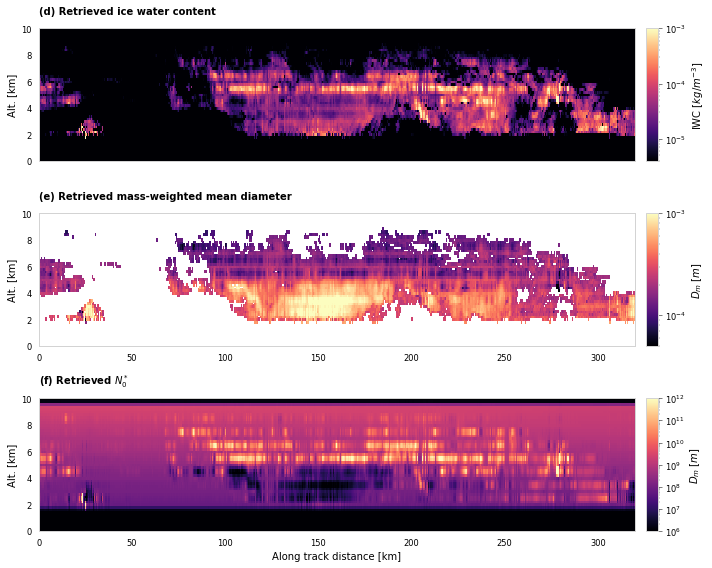 (d) Retrieved ice water content
10
8
6
4
2
0
Alt. [km]
10⁻³
10⁻⁴
10⁻⁵
IWC [kg/m⁻³]
(e) Retrieved mass-weighted mean diameter
10
8
6
4
2
0
Alt. [km]
0 50 100 150 200 250 300
10⁻³
10⁻⁴
Dₘ [m]
(f) Retrieved N₀*
10
8
6
4
2
0
Alt. [km]
0 50 100 150 200 250 300
Along track distance [km]
10¹²
10¹¹
10¹⁰
10⁹
10⁸
10⁷
10⁶
Dₘ [m]